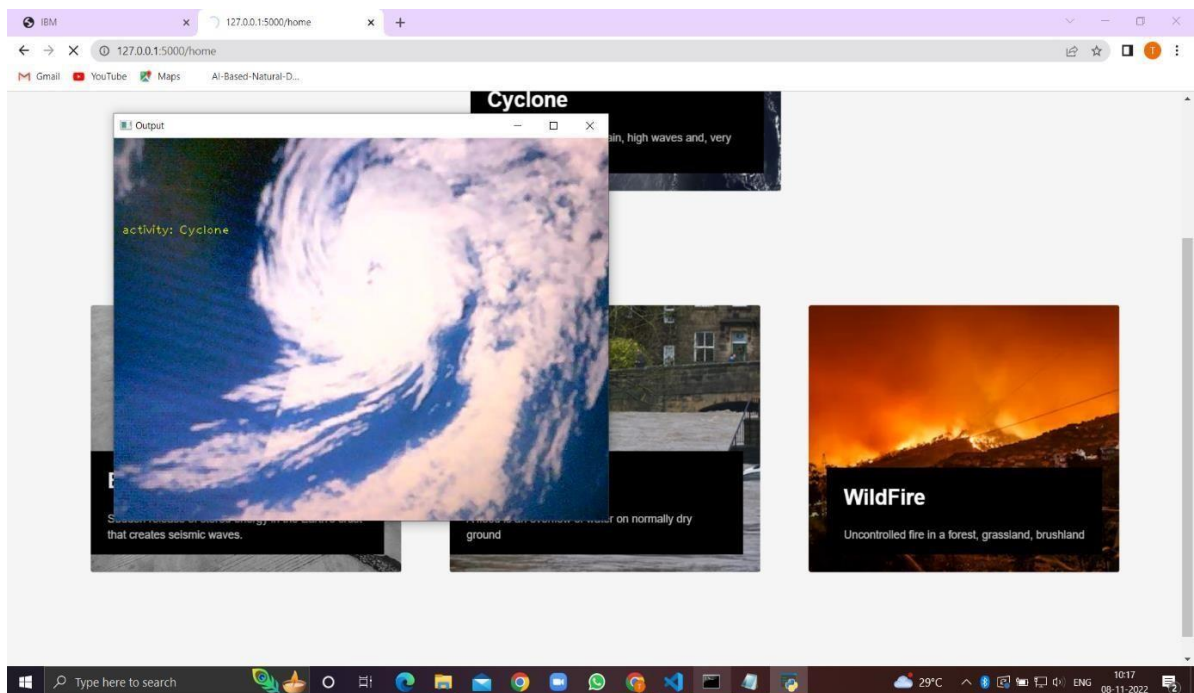 IBM
127.0.0.1:5000/home
127.0.0.1:5000/home
Gmail
YouTube
Maps
AI-Based-Natural-D...
Cyclone
ain, high waves and, very
Output
activity: Cyclone
E
that creates seismic waves.
on normally dry
ground
WildFire
Uncontrolled fire in a forest, grassland, brushland
Type here to search
29°C
ENG
10:17
08-11-2022